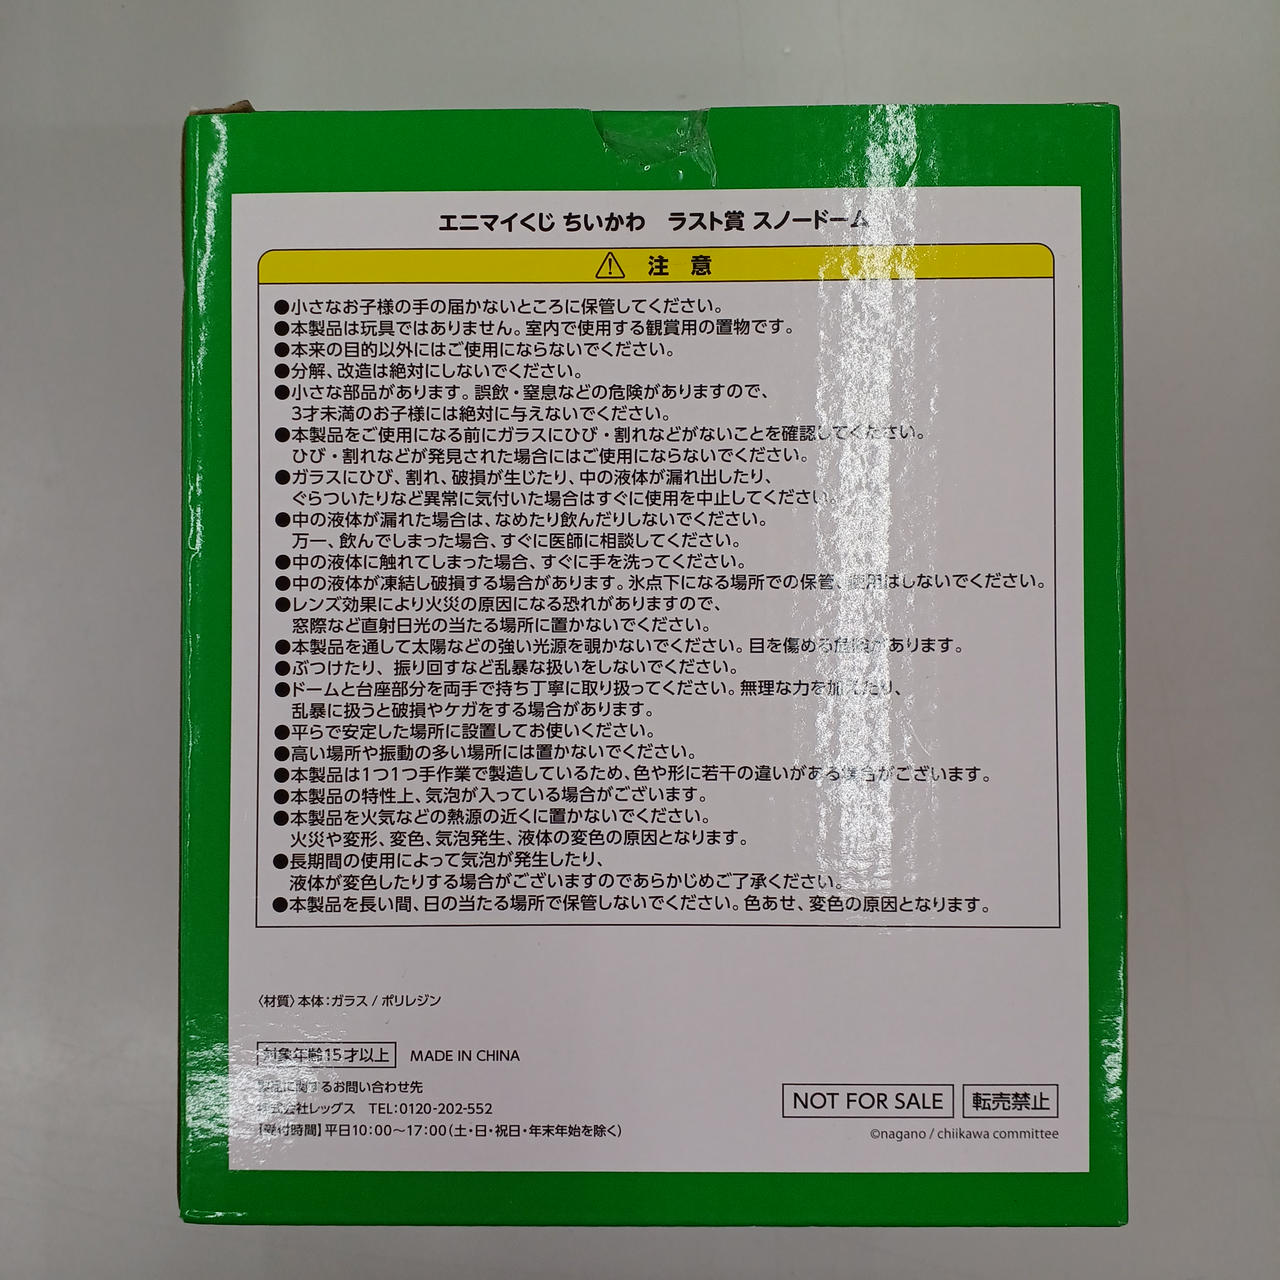 エニマイくじ ちいかわ　ラスト賞 スノードーム
注 意
●小さなお子様の手の届かないところに保管してください。
●本製品は玩具ではありません。室内で使用する観賞用の置物です。
●本来の目的以外にはご使用にならないでください。
●分解、改造は絶対にしないでください。
●小さな部品があります。誤飲・窒息などの危険がありますので、
3才未満のお子様には絶対に与えないでください。
●本製品をご使用になる前にガラスにひび・割れなどがないことを確認してください。
ひび・割れなどが発見された場合にはご使用にならないでください。
●ガラスにひび、割れ、破損が生じたり、中の液体が漏れ出したり、
ぐらついたりなど異常に気付いた場合はすぐに使用を中止してください。
●中の液体が漏れた場合は、なめたり飲んだりしないでください。
万一、飲んでしまった場合、すぐに医師に相談してください。
●中の液体に触れてしまった場合、すぐに手を洗ってください。
●中の液体が凍結し破損する場合があります。氷点下になる場所での保管、使用はしないでください。
●レンズ効果により火災の原因になる恐れがありますので、
窓際など直射日光の当たる場所に置かないでください。
●本製品を通して太陽などの強い光源を覗かないでください。目を傷める危険があります。
●ぶつけたり、振り回すなど乱暴な扱いをしないでください。
●ドームと台座部分を両手で持ち丁寧に取り扱ってください。無理な力を加えたり、
乱暴に扱うと破損やケガをする場合があります。
●平らで安定した場所に設置してお使いください。
●高い場所や振動の多い場所には置かないでください。
●本製品は1つ1つ手作業で製造しているため、色や形に若干の違いがある場合がございます。
●本製品の特性上、気泡が入っている場合がございます。
●本製品を火気などの熱源の近くに置かないでください。
火災や変形、変色、気泡発生、液体の変色の原因となります。
●長期間の使用によって気泡が発生したり、
液体が変色したりする場合がございますのであらかじめご了承ください。
●本製品を長い間、日の当たる場所で保管しないでください。色あせ、変色の原因となります。
〈材質〉本体：ガラス / ポリレジン
対象年齢15才以上 MADE IN CHINA
製品に関するお問い合わせ先
株式会社レッグス　TEL：0120-202-552
【受付時間】平日10：00～17：00（土・日・祝日・年末年始を除く）
NOT FOR SALE 転売禁止
©nagano / chiikawa committee